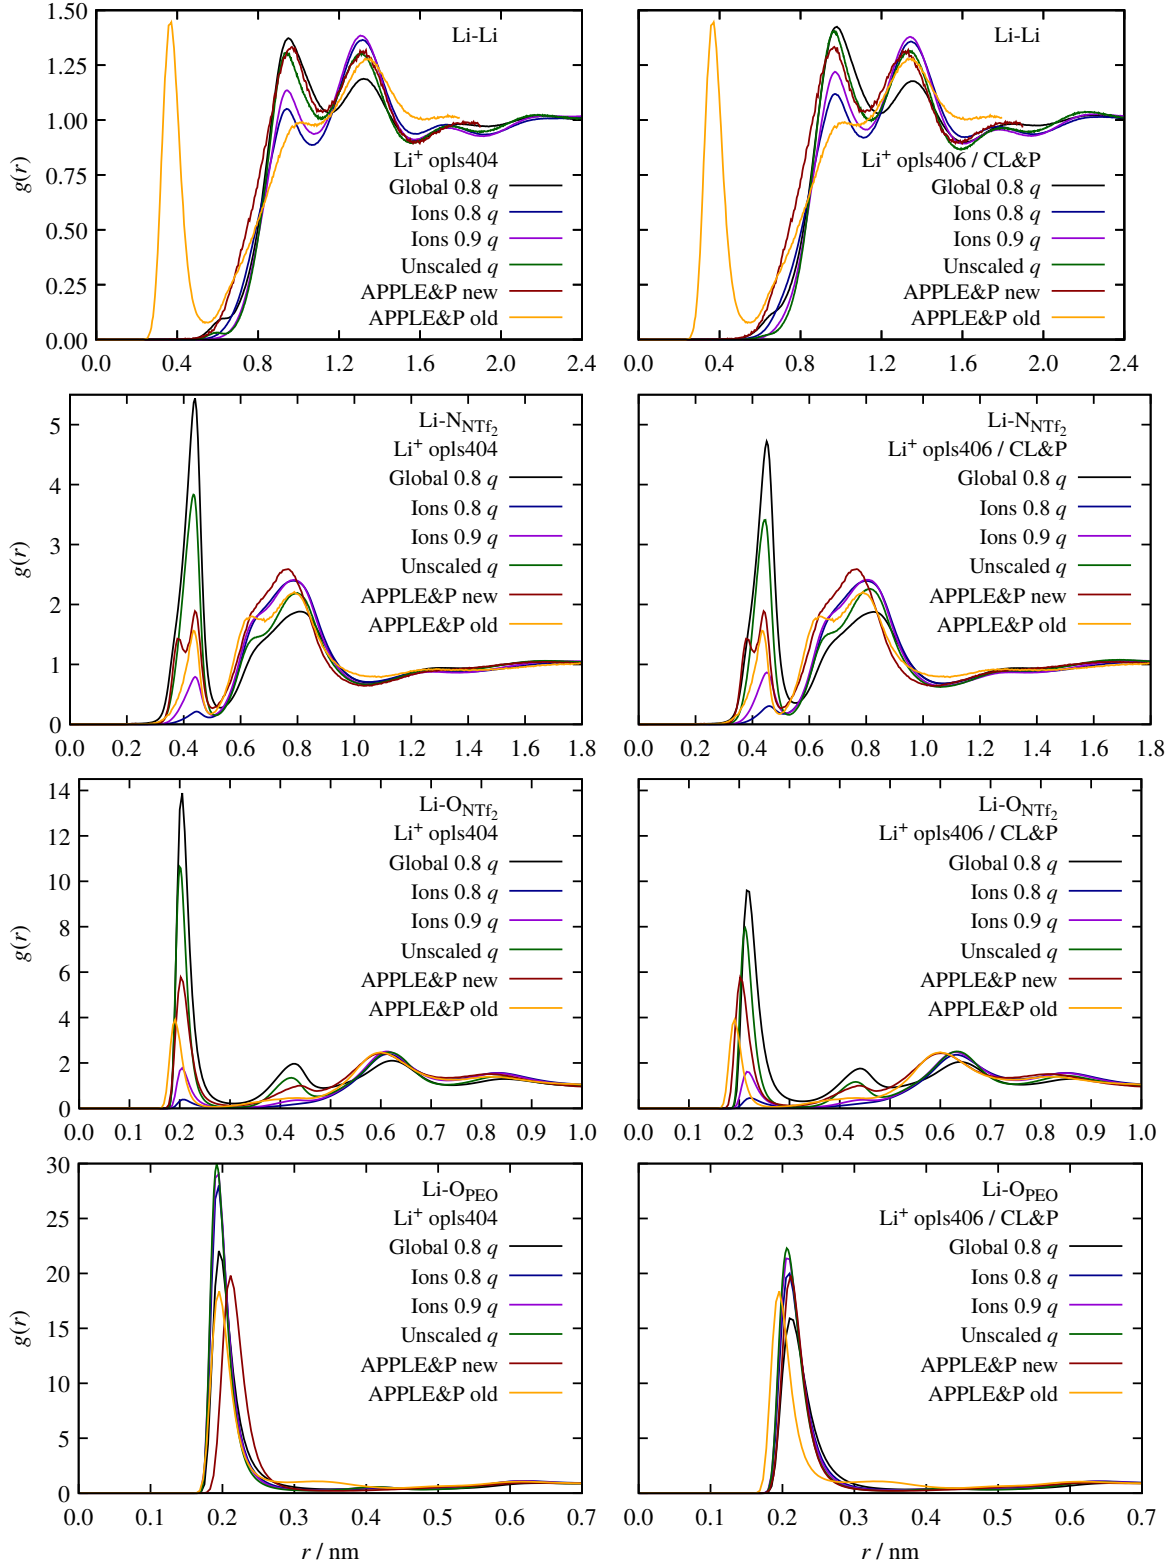 1.50
1.25
1.00
0.75
0.50
0.25
0.00
g(r)
Li-Li
Li⁺ opls404
Global 0.8 q
Ions 0.8 q
Ions 0.9 q
Unscaled q
APPLE&P new
APPLE&P old
0.0 0.4 0.8 1.2 1.6 2.0 2.4
Li-Li
Li⁺ opls406 / CL&P
Global 0.8 q
Ions 0.8 q
Ions 0.9 q
Unscaled q
APPLE&P new
APPLE&P old
0.0 0.4 0.8 1.2 1.6 2.0 2.4
5
4
3
2
1
0
g(r)
Li-N_NTf₂
Li⁺ opls404
Global 0.8 q
Ions 0.8 q
Ions 0.9 q
Unscaled q
APPLE&P new
APPLE&P old
0.0 0.2 0.4 0.6 0.8 1.0 1.2 1.4 1.6 1.8
Li-N_NTf₂
Li⁺ opls406 / CL&P
Global 0.8 q
Ions 0.8 q
Ions 0.9 q
Unscaled q
APPLE&P new
APPLE&P old
0.0 0.2 0.4 0.6 0.8 1.0 1.2 1.4 1.6 1.8
14
12
10
8
6
4
2
0
g(r)
Li-O_NTf₂
Li⁺ opls404
Global 0.8 q
Ions 0.8 q
Ions 0.9 q
Unscaled q
APPLE&P new
APPLE&P old
0.0 0.1 0.2 0.3 0.4 0.5 0.6 0.7 0.8 0.9 1.0
Li-O_NTf₂
Li⁺ opls406 / CL&P
Global 0.8 q
Ions 0.8 q
Ions 0.9 q
Unscaled q
APPLE&P new
APPLE&P old
0.0 0.1 0.2 0.3 0.4 0.5 0.6 0.7 0.8 0.9 1.0
30
25
20
15
10
5
0
g(r)
Li-O_PEO
Li⁺ opls404
Global 0.8 q
Ions 0.8 q
Ions 0.9 q
Unscaled q
APPLE&P new
APPLE&P old
0.0 0.1 0.2 0.3 0.4 0.5 0.6 0.7
r / nm
Li-O_PEO
Li⁺ opls406 / CL&P
Global 0.8 q
Ions 0.8 q
Ions 0.9 q
Unscaled q
APPLE&P new
APPLE&P old
0.0 0.1 0.2 0.3 0.4 0.5 0.6 0.7
r / nm